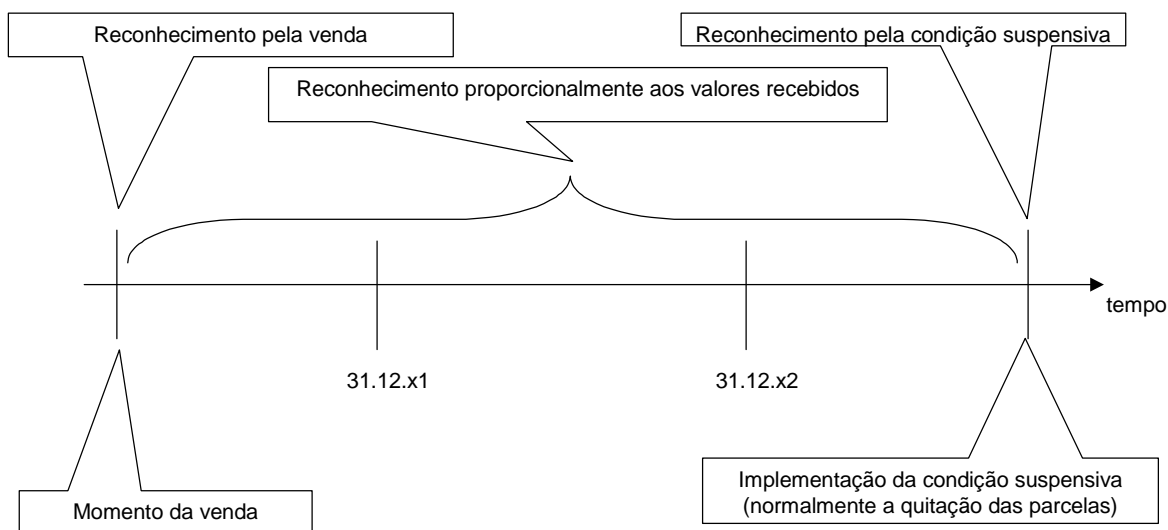 Reconhecimento pela venda
Reconhecimento pela condição suspensiva
Reconhecimento proporcionalmente aos valores recebidos
tempo
31.12.x1
31.12.x2
Momento da venda
Implementação da condição suspensiva
(normalmente a quitação das parcelas)